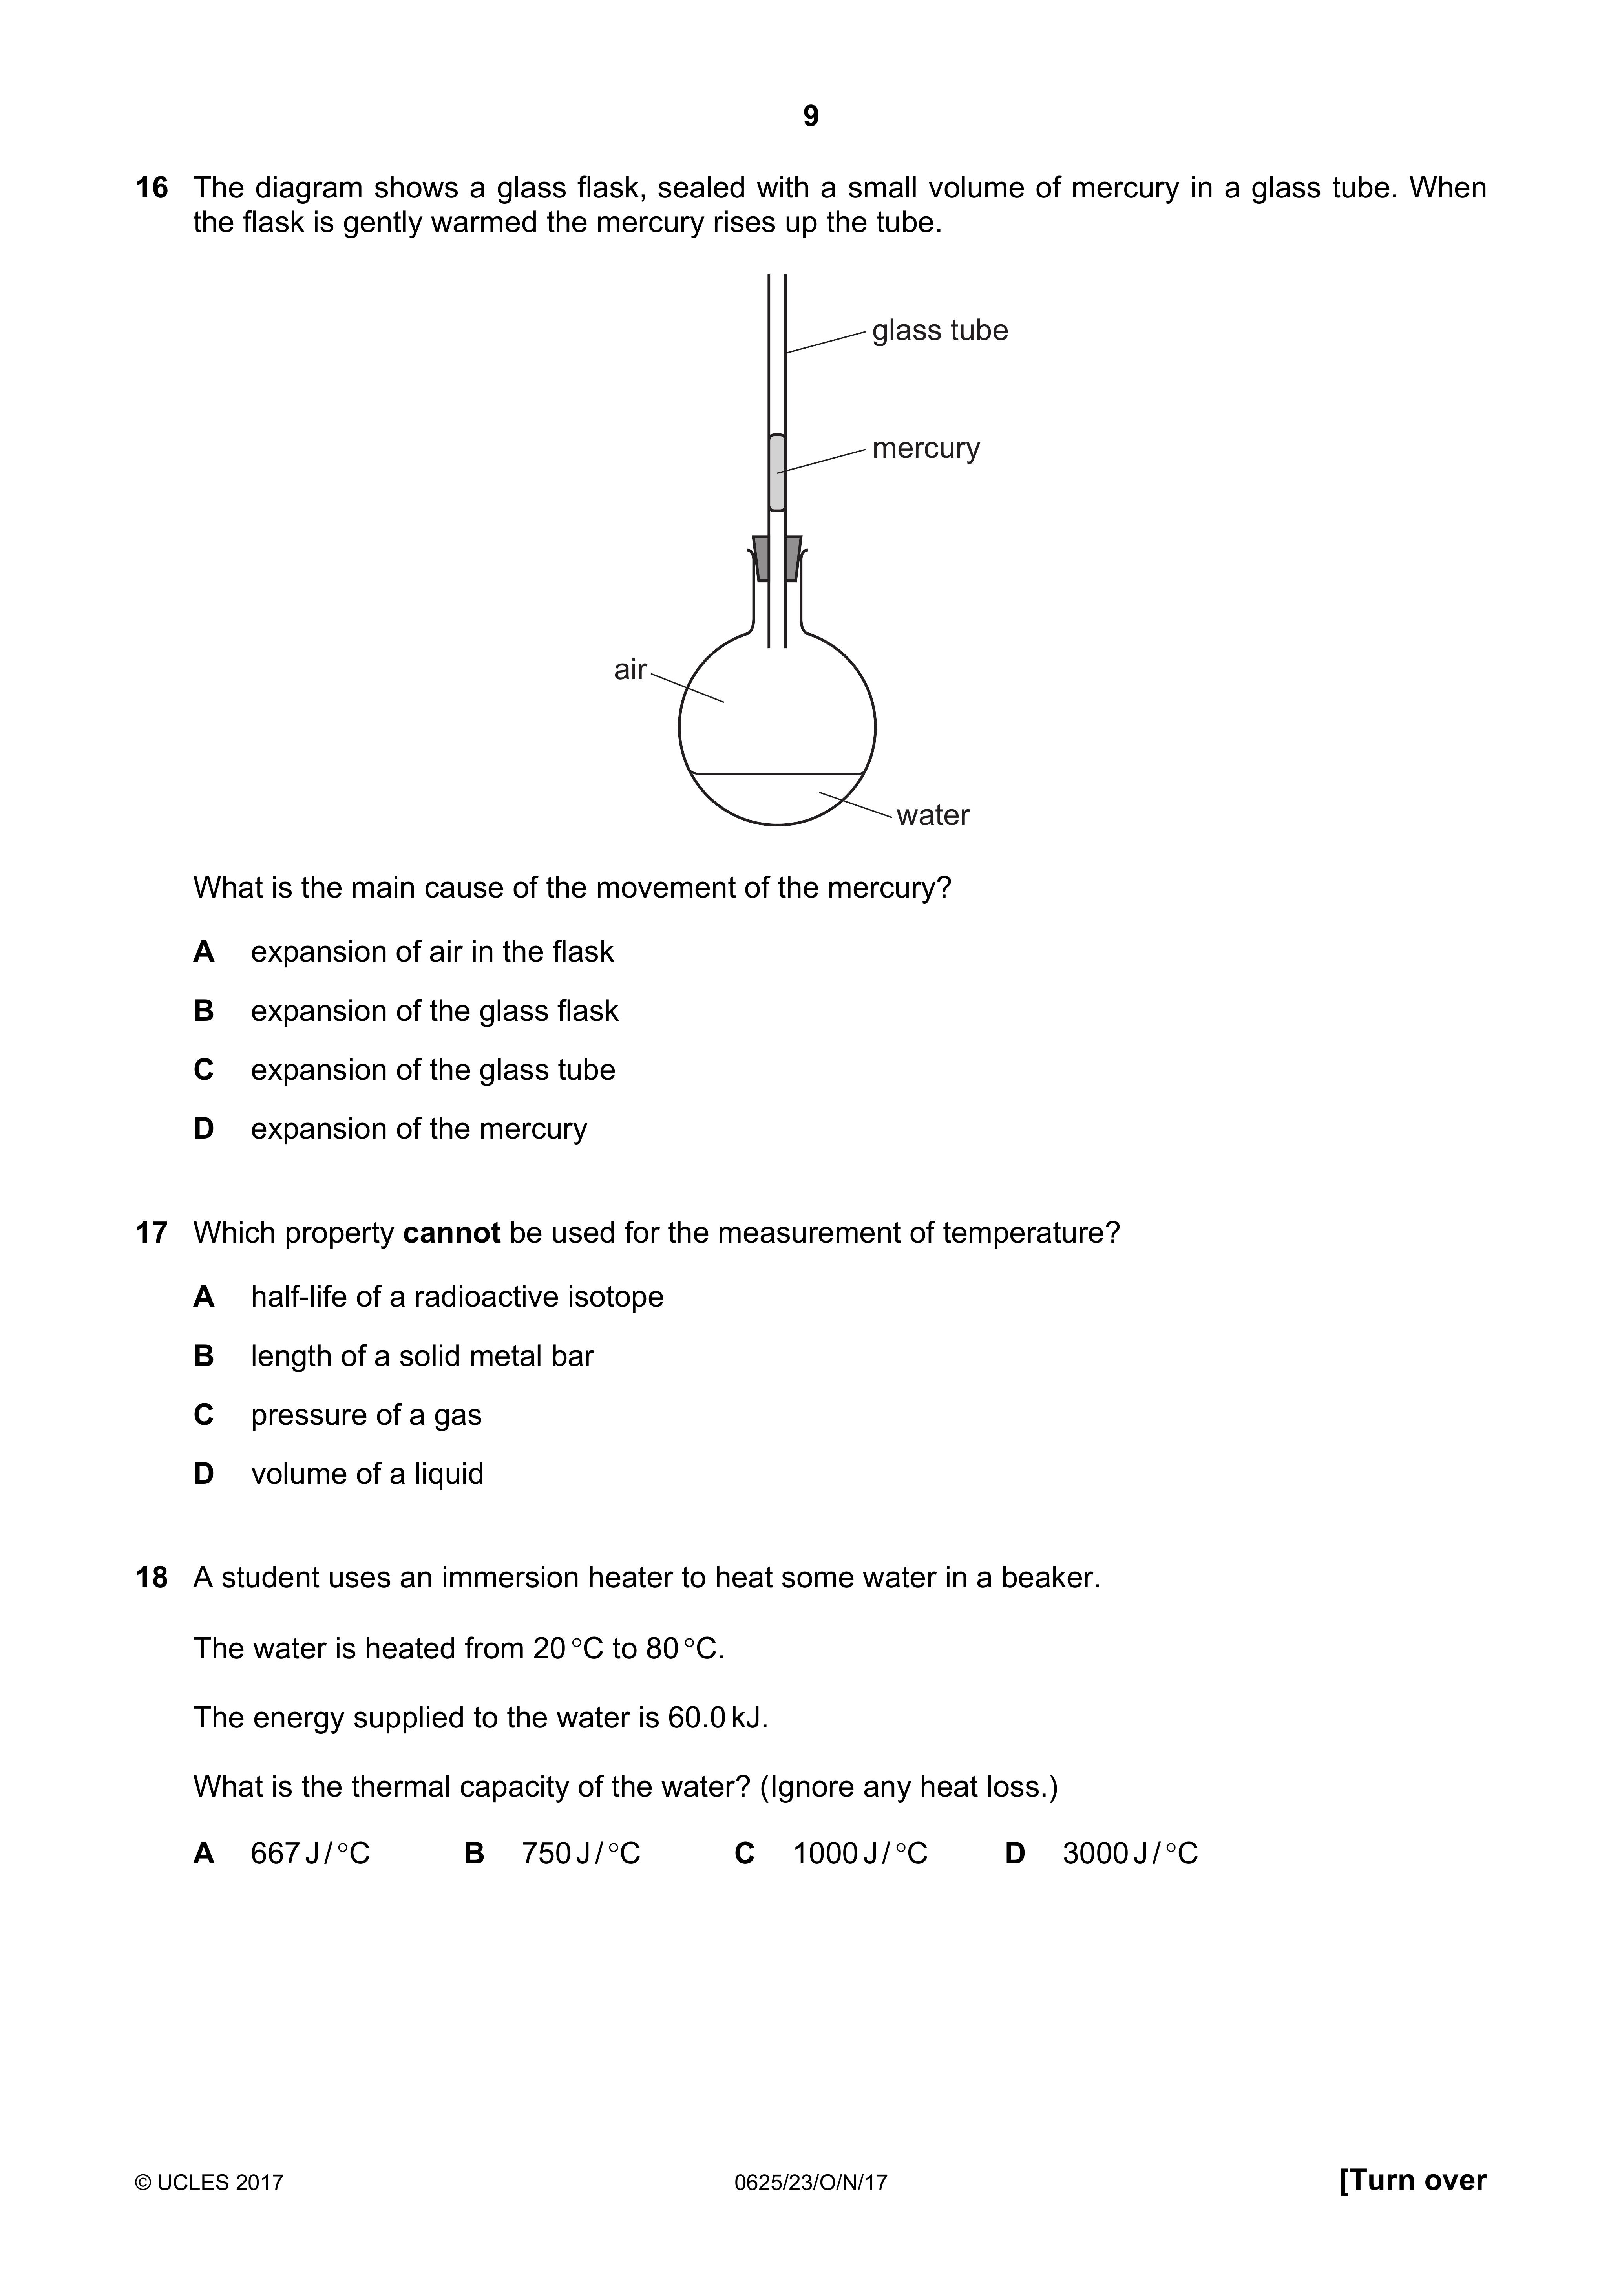 9
16 The diagram shows a glass flask, sealed with a small volume of mercury in a glass tube. When
the flask is gently warmed the mercury rises up the tube.
glass tube
mercury
air
water
What is the main cause of the movement of the mercury?
A expansion of air in the flask
B expansion of the glass flask
C expansion of the glass tube
D expansion of the mercury
17 Which property cannot be used for the measurement of temperature?
A half-life of a radioactive isotope
B length of a solid metal bar
C pressure of a gas
D volume of a liquid
18 A student uses an immersion heater to heat some water in a beaker.
The water is heated from 20 °C to 80 °C.
The energy supplied to the water is 60.0 kJ.
What is the thermal capacity of the water? (Ignore any heat loss.)
A 667 J / °C B 750 J / °C C 1000 J / °C D 3000 J / °C
© UCLES 2017 0625/23/O/N/17 [Turn over